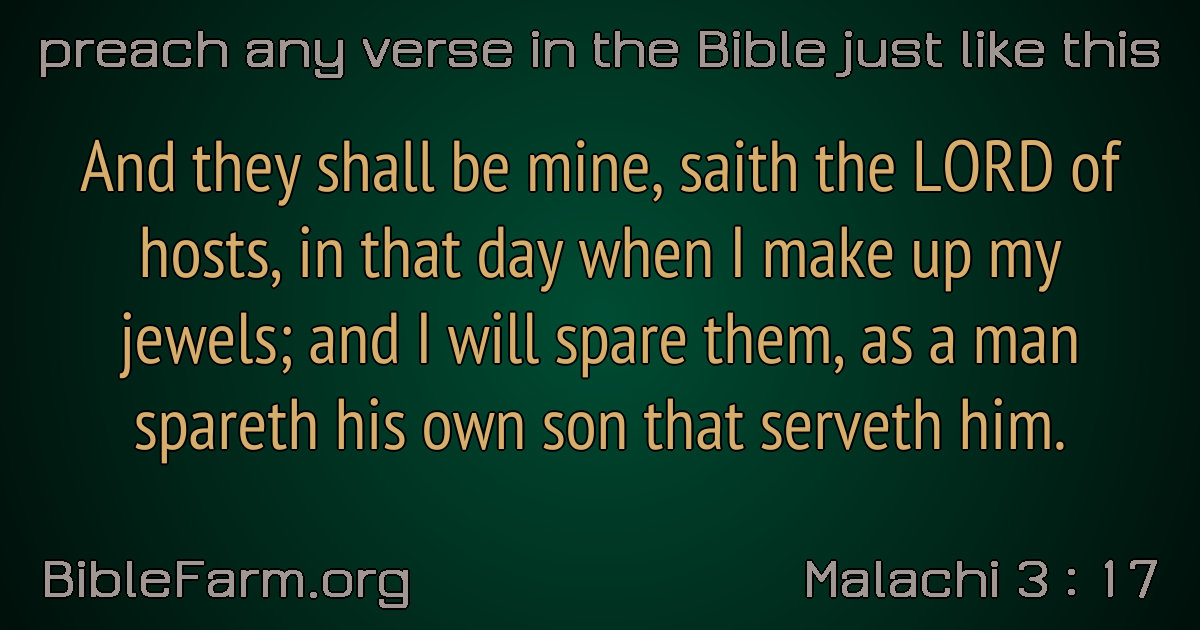 preach any verse in the Bible just like this
And they shall be mine, saith the LORD of
hosts, in that day when I make up my
jewels; and I will spare them, as a man
spareth his own son that serveth him.
BibleFarm.org
Malachi 3 : 17